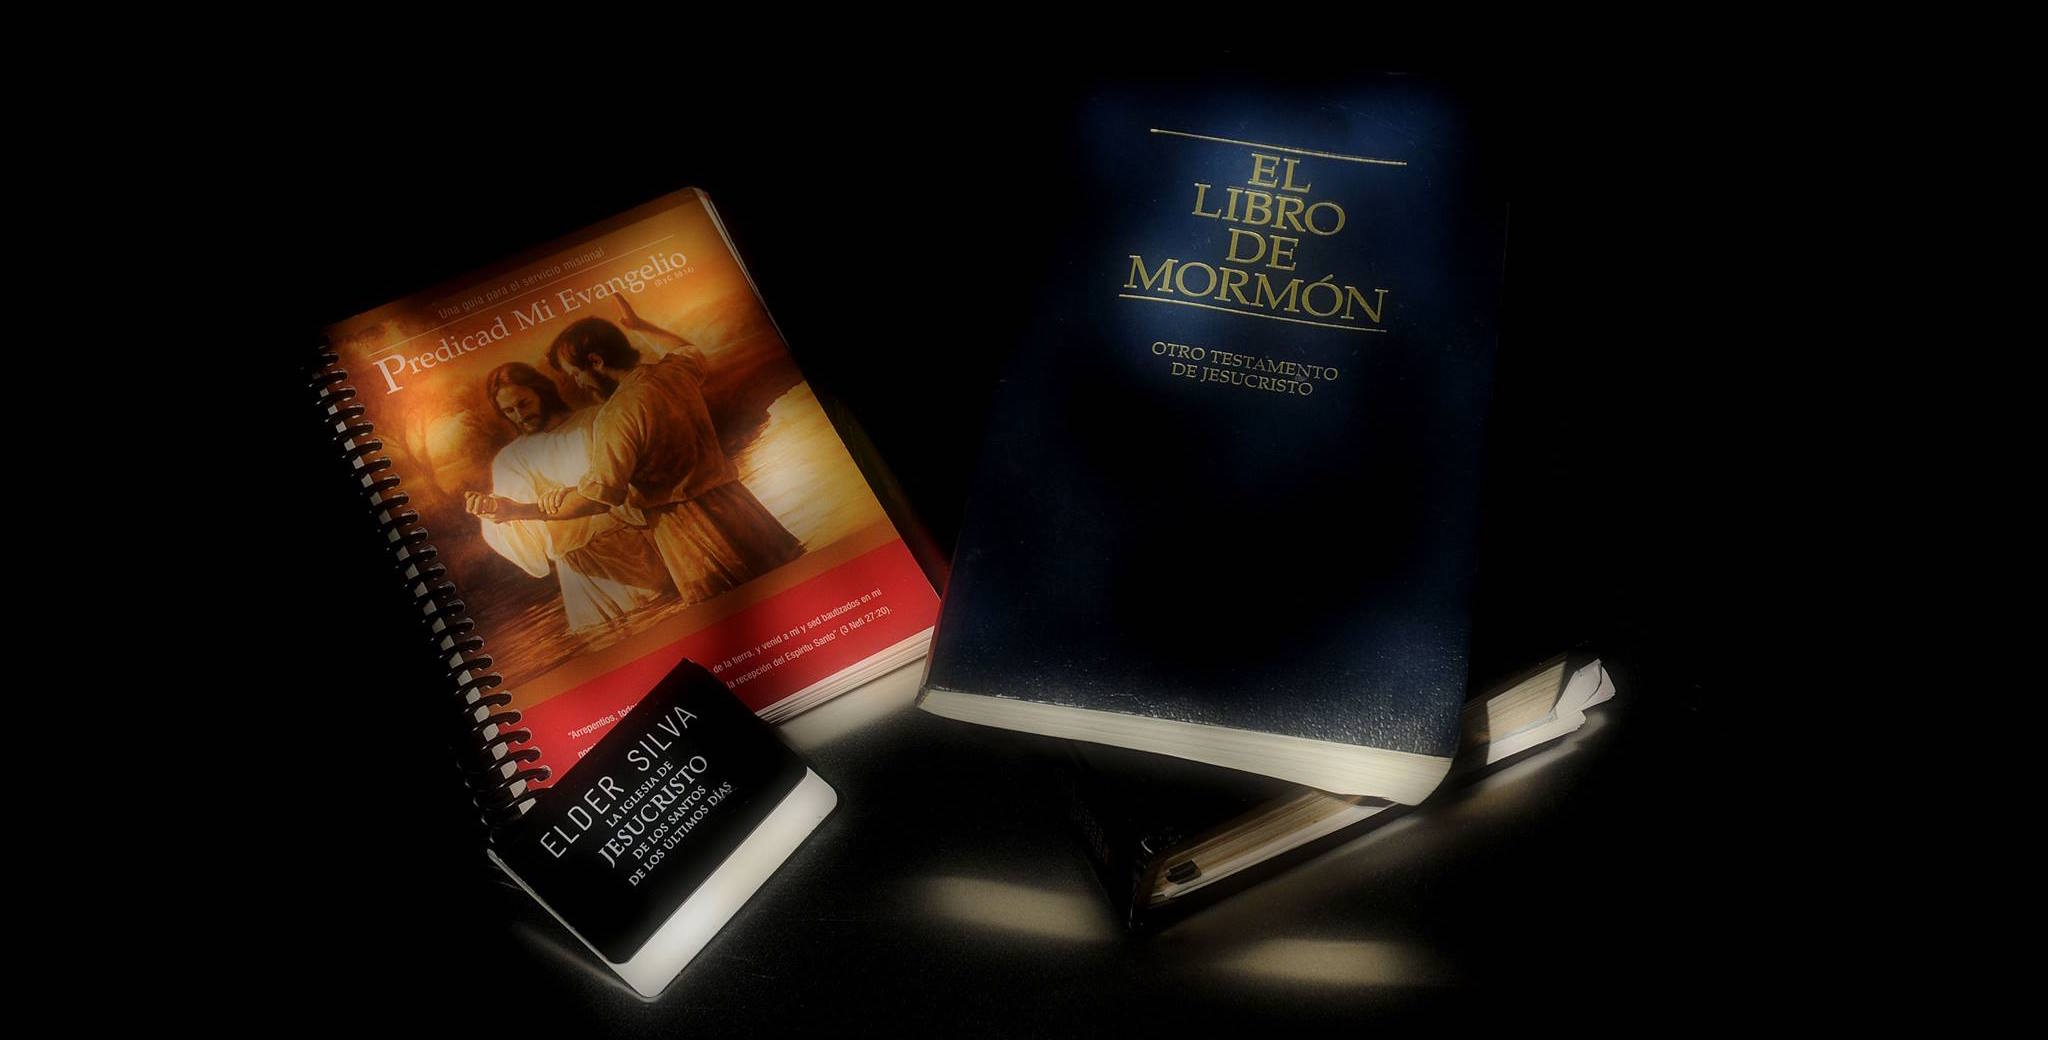 Una guía para el servicio misional
Predicad Mi Evangelio
(DyC 50:14)
"Arrepentíos, todos
de la tierra, y venid a mí y sed bautizados en mi
la recepción del Espíritu Santo" (3 Nefi 27:20).
ELDER SILVA
LA IGLESIA DE
JESUCRISTO
DE LOS SANTOS
DE LOS ÚLTIMOS DÍAS
EL
LIBRO
DE
MORMÓN
OTRO TESTAMENTO
DE JESUCRISTO